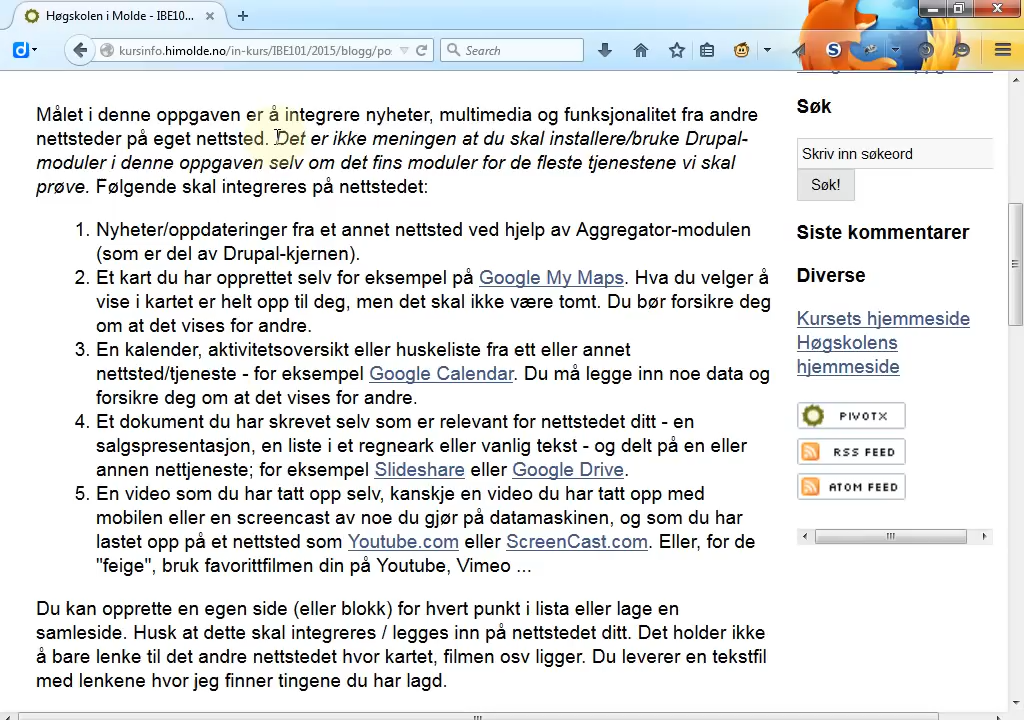 Høgskolen i Molde - IBE10...
kursinfo.himolde.no/in-kurs/IBE101/2015/blogg/po
Search
Målet i denne oppgaven er å integrere nyheter, multimedia og funksjonalitet fra andre
nettsteder på eget nettsted. Det er ikke meningen at du skal installere/bruke Drupal-
moduler i denne oppgaven selv om det fins moduler for de fleste tjenestene vi skal
prøve. Følgende skal integreres på nettstedet:
1. Nyheter/oppdateringer fra et annet nettsted ved hjelp av Aggregator-modulen
(som er del av Drupal-kjernen).
2. Et kart du har opprettet selv for eksempel på Google My Maps. Hva du velger å
vise i kartet er helt opp til deg, men det skal ikke være tomt. Du bør forsikre deg
om at det vises for andre.
3. En kalender, aktivitetsoversikt eller huskeliste fra ett eller annet
nettsted/tjeneste - for eksempel Google Calendar. Du må legge inn noe data og
forsikre deg om at det vises for andre.
4. Et dokument du har skrevet selv som er relevant for nettstedet ditt - en
salgspresentasjon, en liste i et regneark eller vanlig tekst - og delt på en eller
annen nettjeneste; for eksempel Slideshare eller Google Drive.
5. En video som du har tatt opp selv, kanskje en video du har tatt opp med
mobilen eller en screencast av noe du gjør på datamaskinen, og som du har
lastet opp på et nettsted som Youtube.com eller ScreenCast.com. Eller, for de
"feige", bruk favorittfilmen din på Youtube, Vimeo ...
Du kan opprette en egen side (eller blokk) for hvert punkt i lista eller lage en
samleside. Husk at dette skal integreres / legges inn på nettstedet ditt. Det holder ikke
å bare lenke til det andre nettstedet hvor kartet, filmen osv ligger. Du leverer en tekstfil
med lenkene hvor jeg finner tingene du har lagd.
Søk
Skriv inn søkeord
Søk!
Siste kommentarer
Diverse
Kursets hjemmeside
Høgskolens
hjemmeside
PIVOTX
RSS FEED
ATOM FEED